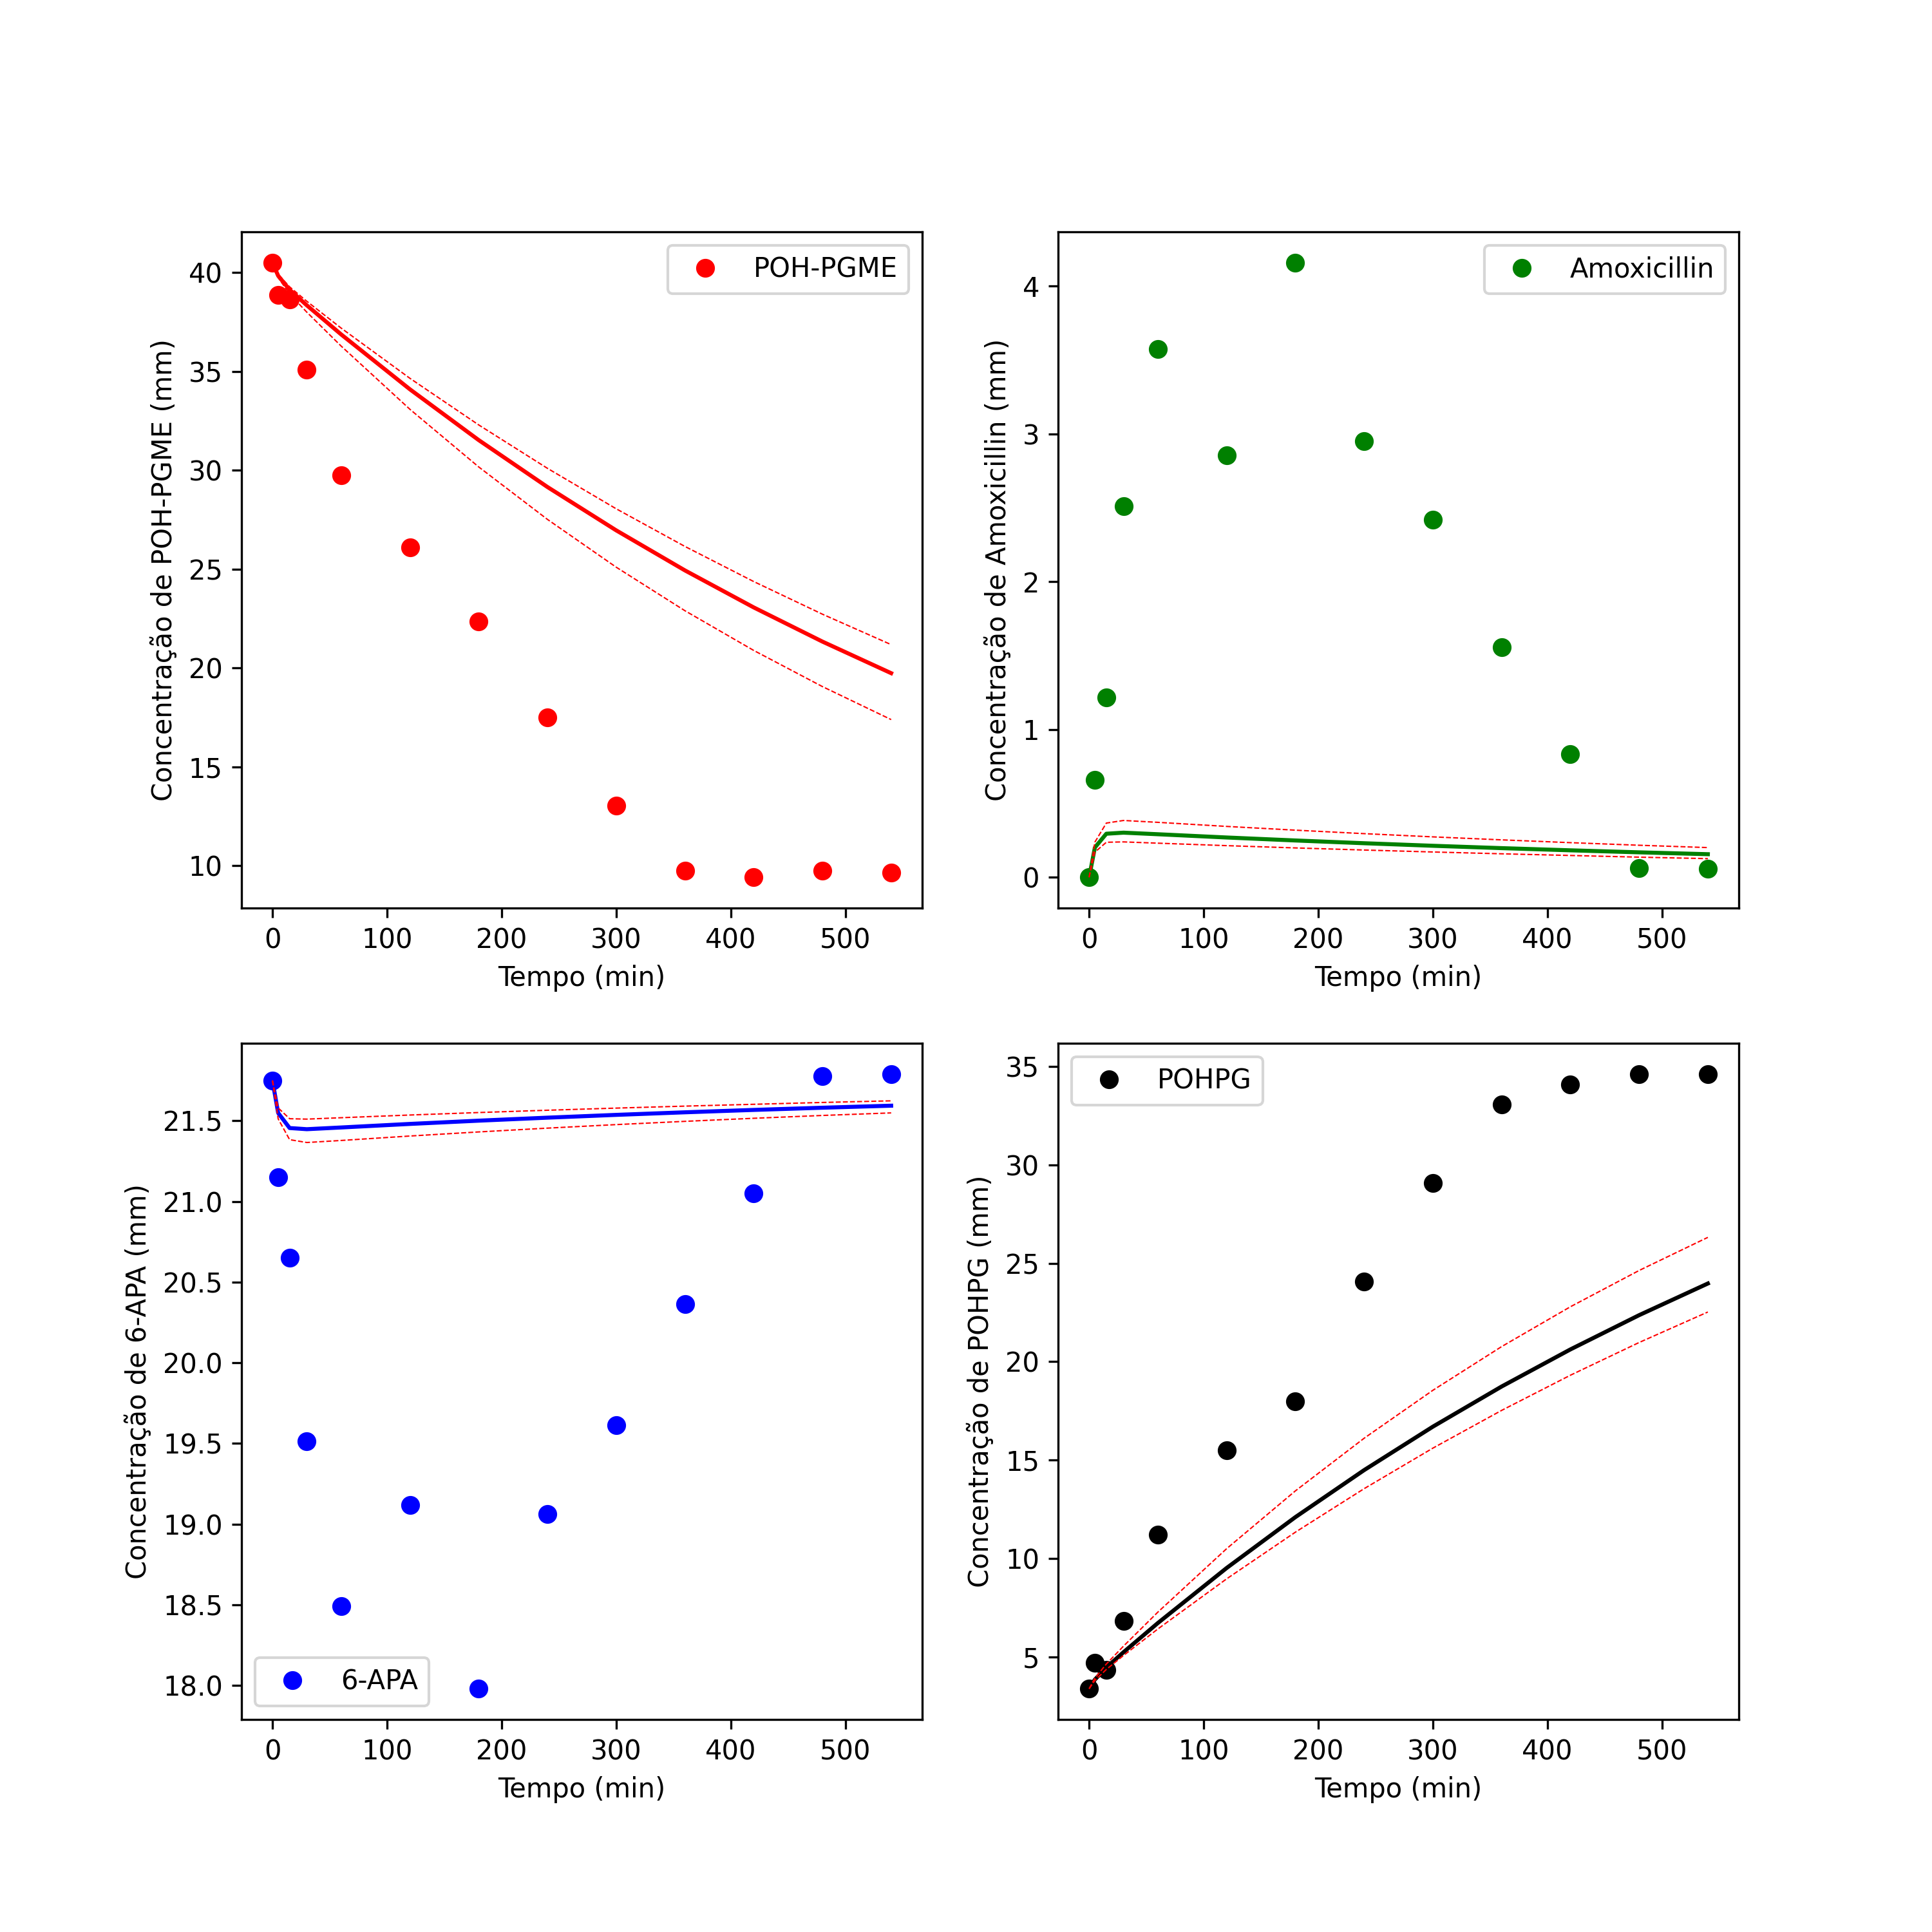 POH-PGME
Concentração de POH-PGME (mm)
40
35
30
25
20
15
10
0 100 200 300 400 500
Tempo (min)
Amoxicillin
Concentração de Amoxicillin (mm)
4
3
2
1
0
0 100 200 300 400 500
Tempo (min)
Concentração de 6-APA (mm)
21.5
21.0
20.5
20.0
19.5
19.0
18.5
18.0
6-APA
0 100 200 300 400 500
Tempo (min)
POHPG
Concentração de POHPG (mm)
35
30
25
20
15
10
5
0 100 200 300 400 500
Tempo (min)